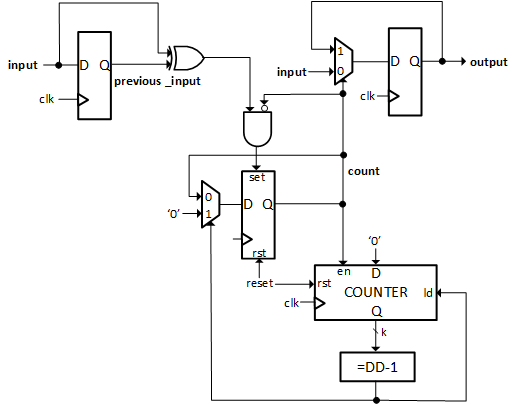 1
input
D Q
D Q
output
previous _input
input
0
clk
clk
set
count
0
'0'
1
D Q
rst
'0'
en
D
reset
rst
COUNTER
ld
clk
Q
k
=DD-1